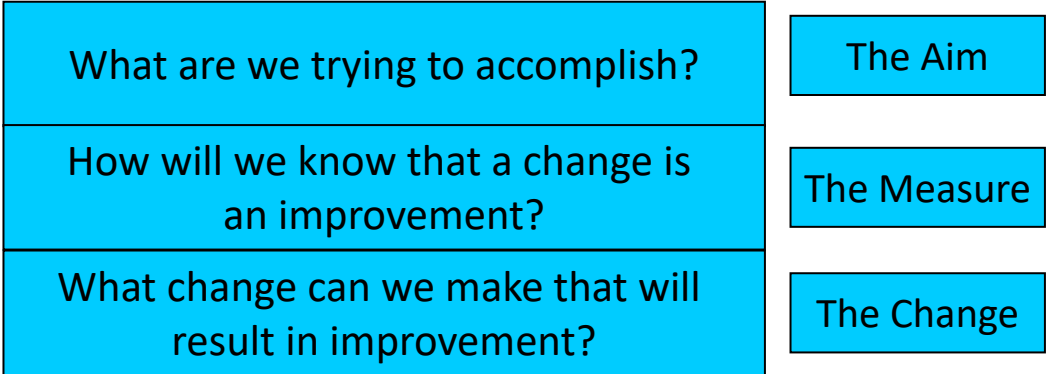 What are we trying to accomplish?
The Aim
How will we know that a change is
an improvement?
The Measure
What change can we make that will
result in improvement?
The Change